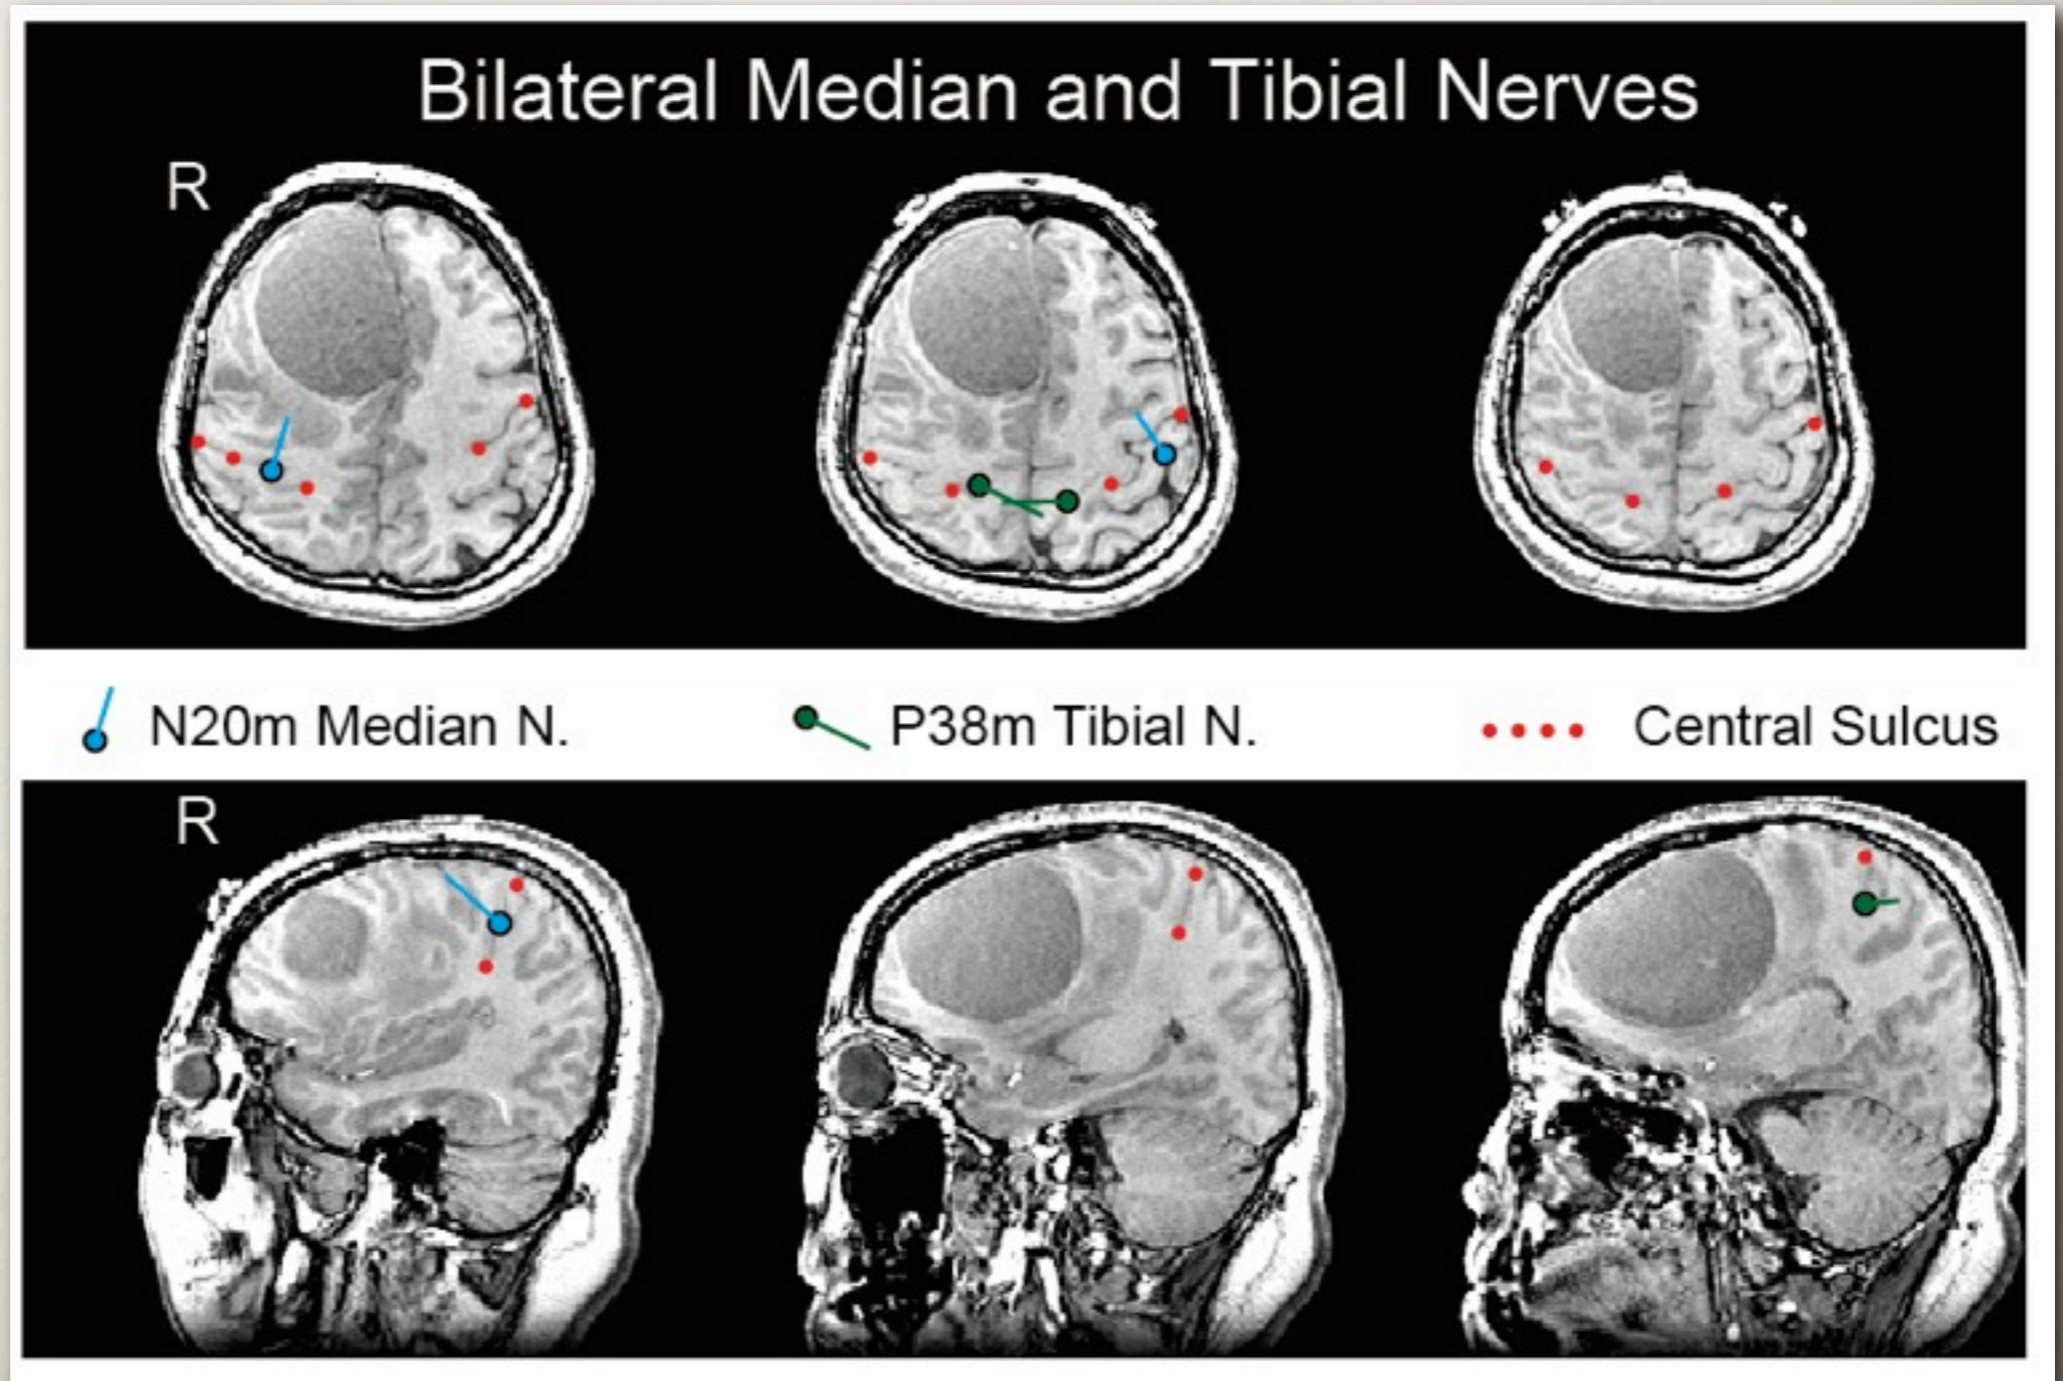 Bilateral Median and Tibial Nerves
R
N20m Median N.
P38m Tibial N.
Central Sulcus
R